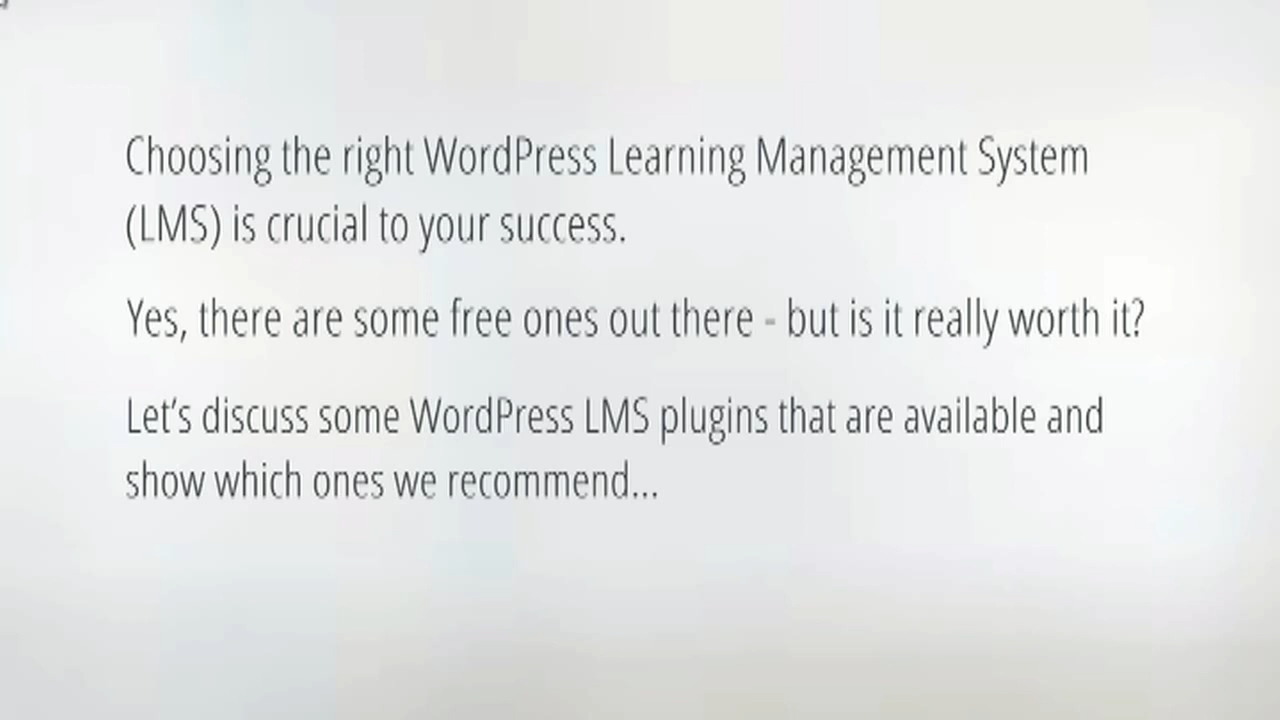 Choosing the right WordPress Learning Management System
(LMS) is crucial to your success.
Yes, there are some free ones out there - but is it really worth it?
Let’s discuss some WordPress LMS plugins that are available and
show which ones we recommend...